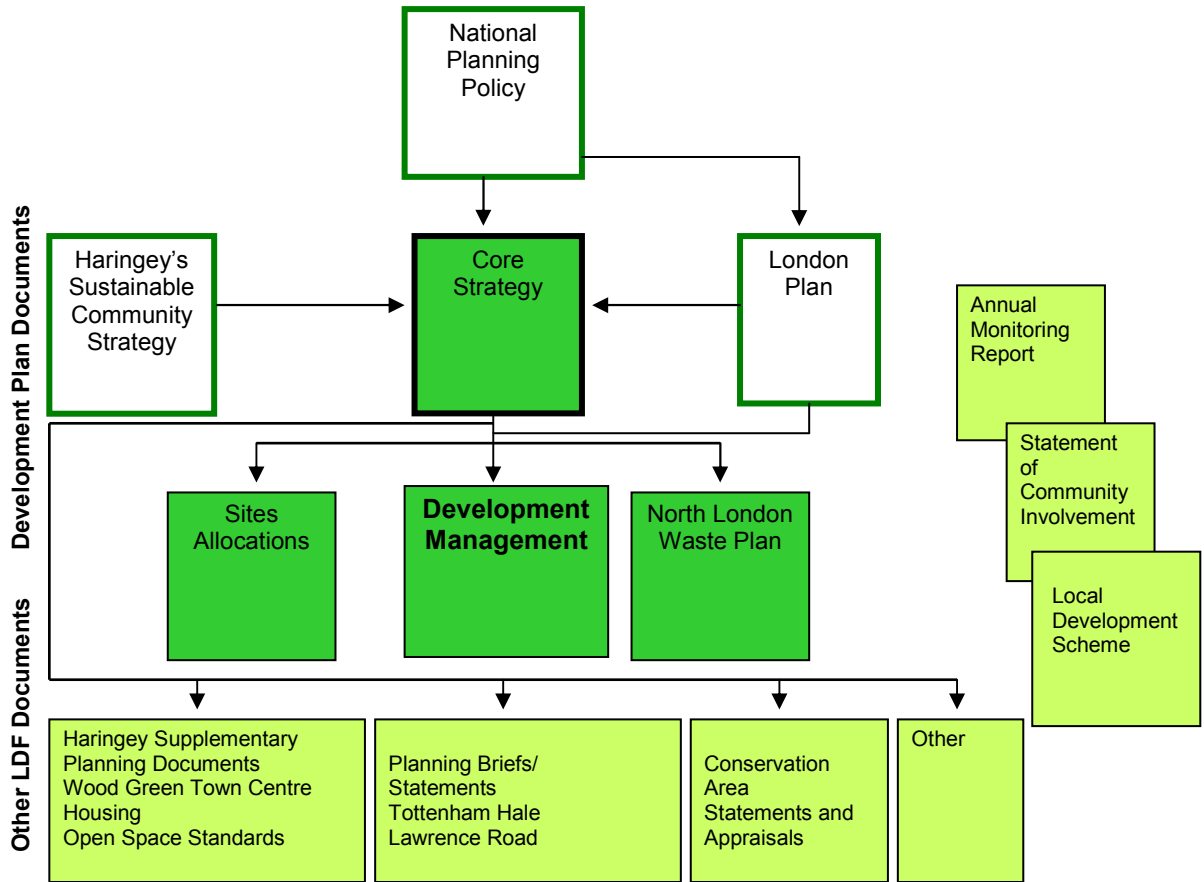 National
Planning
Policy
Development Plan Documents
Haringey's
Sustainable
Community
Strategy
Core
Strategy
London
Plan
Annual
Monitoring
Report
Statement
of
Community
Involvement
Local
Development
Scheme
Sites
Allocations
Development
Management
North London
Waste Plan
Other LDF Documents
Haringey Supplementary
Planning Documents
Wood Green Town Centre
Housing
Open Space Standards
Planning Briefs/
Statements
Tottenham Hale
Lawrence Road
Conservation
Area
Statements and
Appraisals
Other